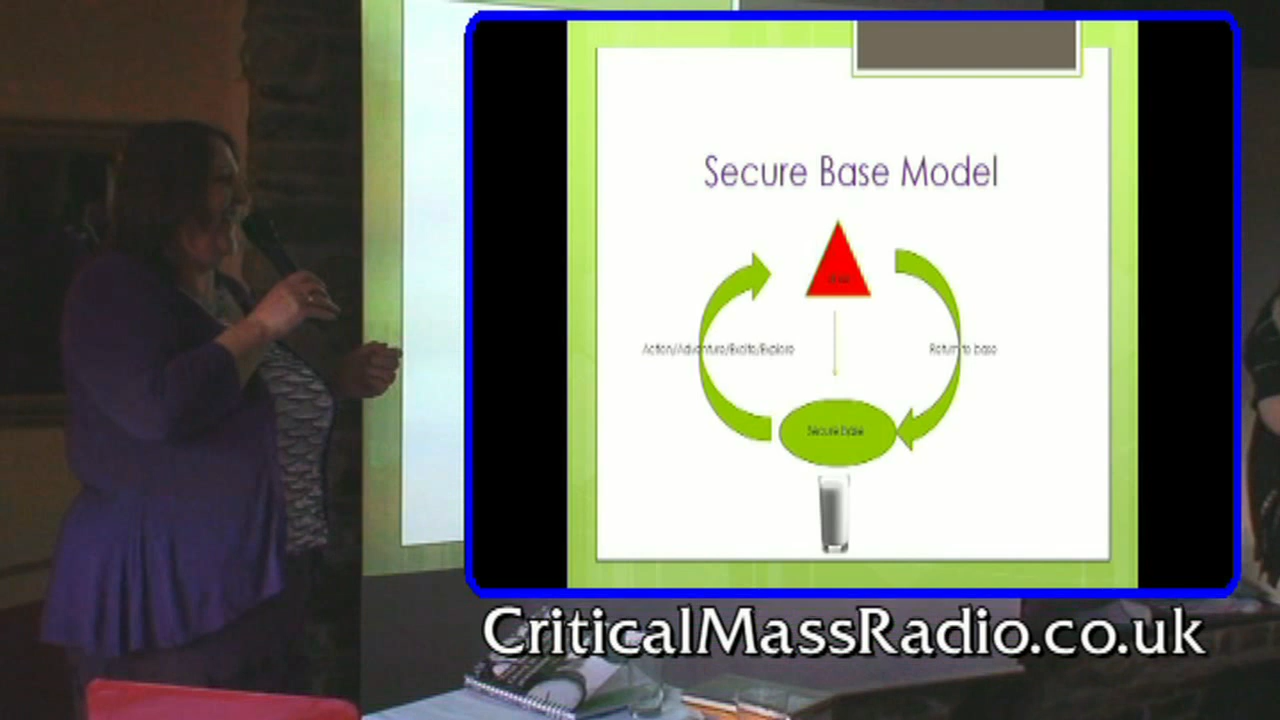 Secure Base Model
Action/Adventure/Excite/Explore
Return to base
Secure base
CriticalMassRadio.co.uk